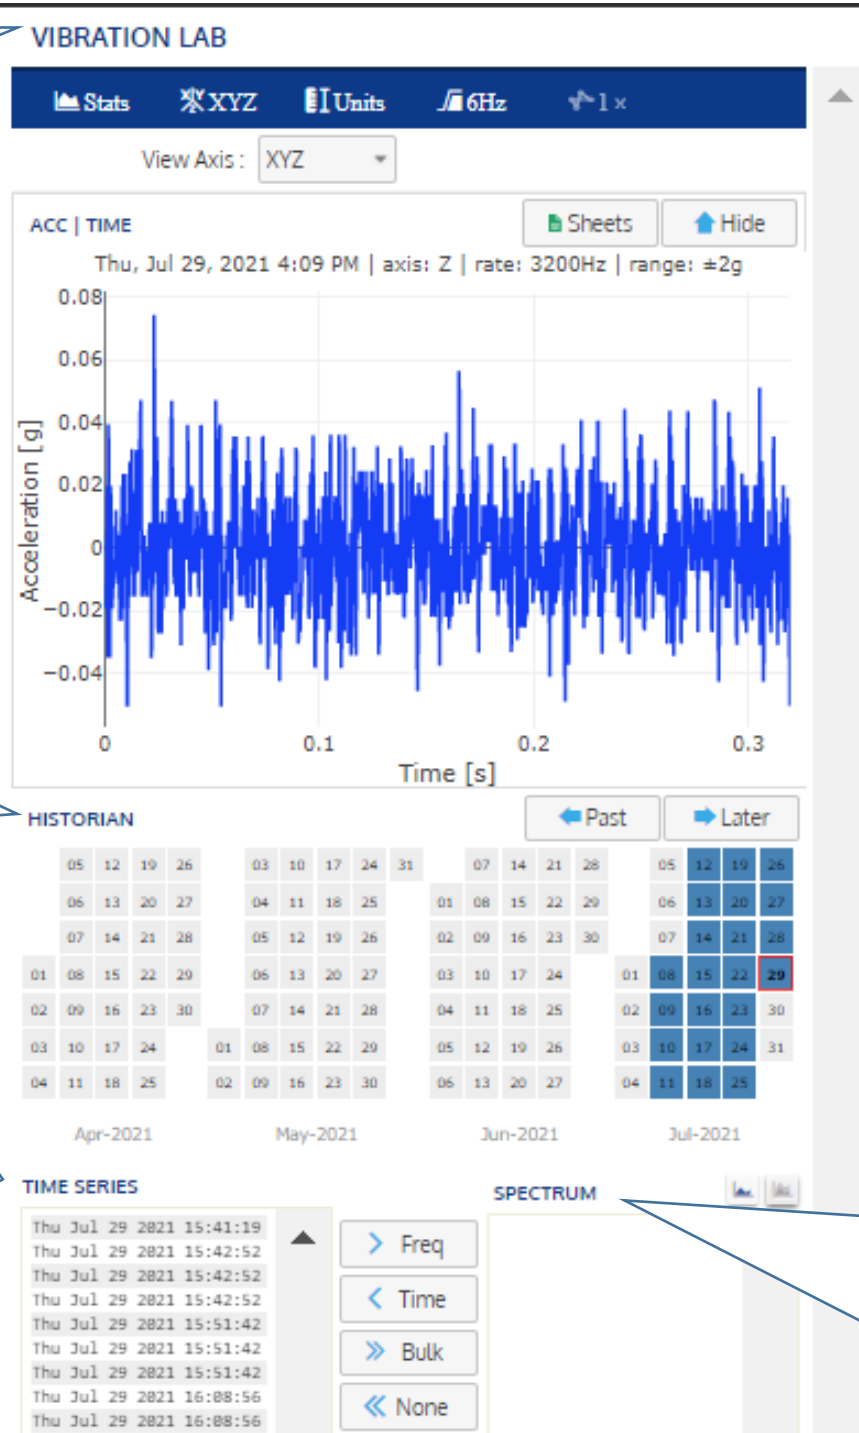 VIBRATION LAB
Stats XYZ Units 6Hz 1 ×
View Axis : XYZ
ACC | TIME Sheets Hide
Thu, Jul 29, 2021 4:09 PM | axis: Z | rate: 3200Hz | range: ±2g
0.08
0.06
0.04
0.02
0
−0.02
−0.04
Acceleration [g]
0 0.1 0.2 0.3
Time [s]
HISTORIAN Past Later
05 12 19 26 03 10 17 24 31 07 14 21 28 05 12 19 26
06 13 20 27 04 11 18 25 01 08 15 22 29 06 13 20 27
07 14 21 28 05 12 19 26 02 09 16 23 30 07 14 21 28
01 08 15 22 29 06 13 20 27 03 10 17 24 01 08 15 22 29
02 09 16 23 30 07 14 21 28 04 11 18 25 02 09 16 23 30
03 10 17 24 01 08 15 22 29 05 12 19 26 03 10 17 24 31
04 11 18 25 02 09 16 23 30 06 13 20 27 04 11 18 25
Apr-2021 May-2021 Jun-2021 Jul-2021
TIME SERIES SPECTRUM
Thu Jul 29 2021 15:41:19
Thu Jul 29 2021 15:42:52
Thu Jul 29 2021 15:42:52
Thu Jul 29 2021 15:42:52
Thu Jul 29 2021 15:51:42
Thu Jul 29 2021 15:51:42
Thu Jul 29 2021 15:51:42
Thu Jul 29 2021 16:08:56
Thu Jul 29 2021 16:08:56
Freq
Time
Bulk
None